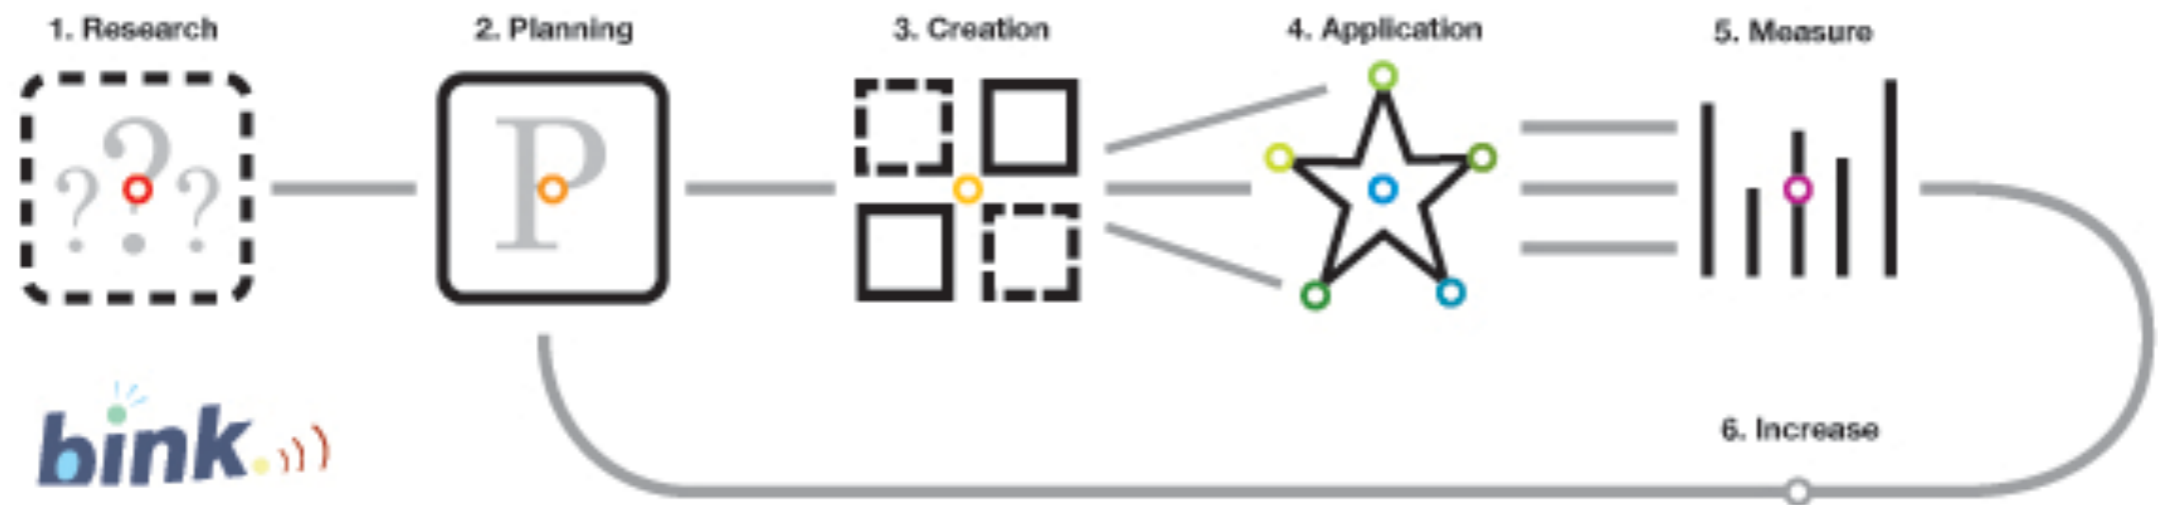 1. Research
2. Planning
3. Creation
4. Application
5. Measure
? ? ?
P
6. Increase
bink.